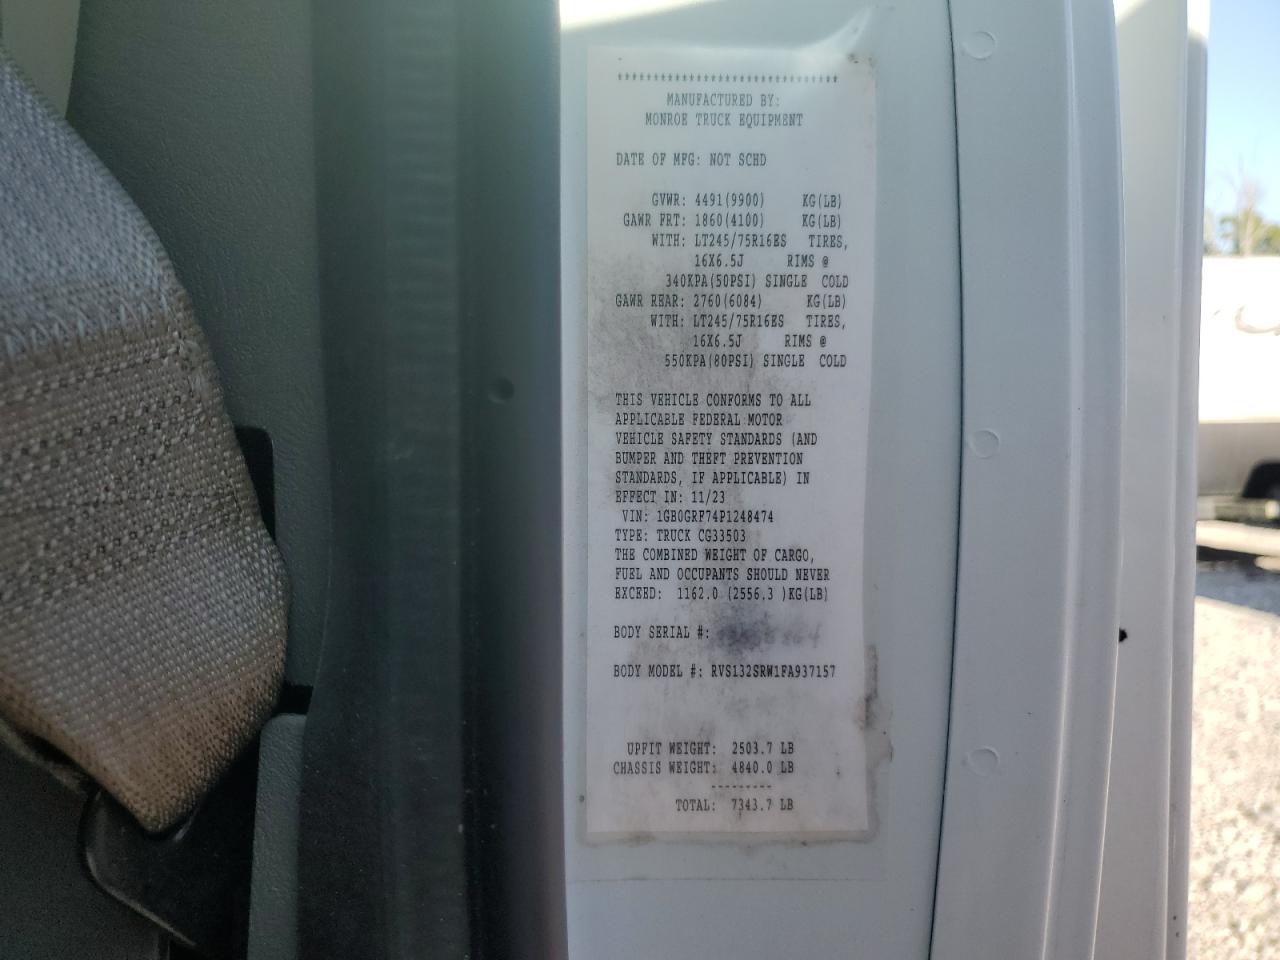 *******************************
MANUFACTURED BY:
MONROE TRUCK EQUIPMENT
DATE OF MFG: NOT SCHD
GVWR: 4491(9900) KG(LB)
GAWR FRT: 1860(4100) KG(LB)
WITH: LT245/75R16ES TIRES,
16X6.5J RIMS @
340KPA(50PSI) SINGLE COLD
GAWR REAR: 2760(6084) KG(LB)
WITH: LT245/75R16ES TIRES,
16X6.5J RIMS @
550KPA(80PSI) SINGLE COLD
THIS VEHICLE CONFORMS TO ALL
APPLICABLE FEDERAL MOTOR
VEHICLE SAFETY STANDARDS (AND
BUMPER AND THEFT PREVENTION
STANDARDS, IF APPLICABLE) IN
EFFECT IN: 11/23
VIN: 1GB0GRF74P1248474
TYPE: TRUCK CG33503
THE COMBINED WEIGHT OF CARGO,
FUEL AND OCCUPANTS SHOULD NEVER
EXCEED: 1162.0 (2556.3 )KG(LB)
BODY SERIAL #:
BODY MODEL #: RVS132SRW1FA937157
UPFIT WEIGHT: 2503.7 LB
CHASSIS WEIGHT: 4840.0 LB
---------
TOTAL: 7343.7 LB